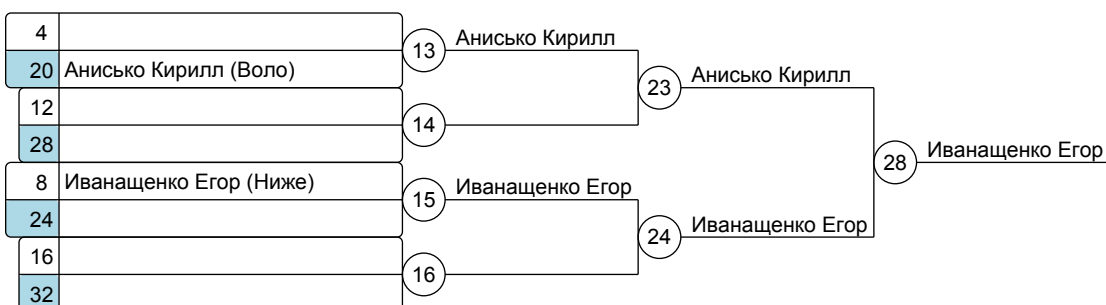 4
13
Анисько Кирилл
20 Анисько Кирилл (Воло)
23
Анисько Кирилл
12
14
28
28
Иванащенко Егор
8 Иванащенко Егор (Ниже)
15
Иванащенко Егор
24
24
Иванащенко Егор
16
16
32